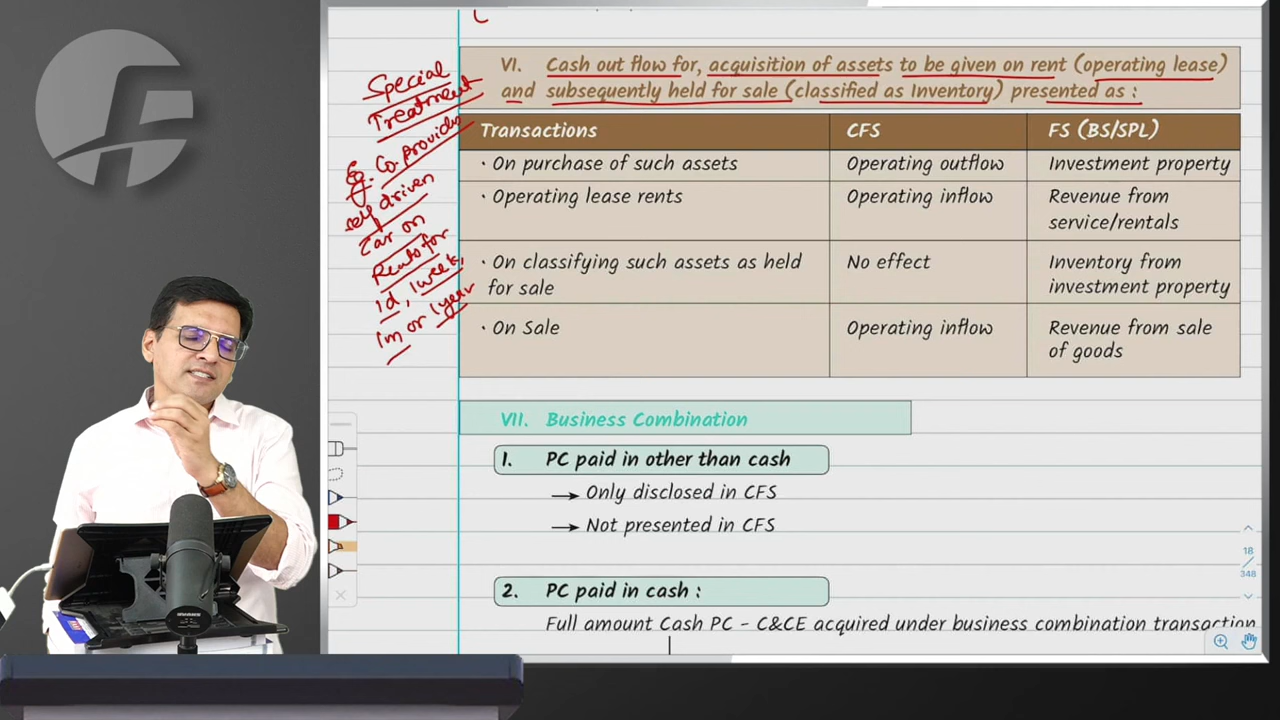 VI. Cash out flow for, acquisition of assets to be given on rent (operating lease)
and subsequently held for sale (classified as Inventory) presented as :
Special
Treatment
Eg. Co. provides
self driven
car on
Rents for
1d, 1week,
1m or 1year
Transactions CFS FS (BS/SPL)
· On purchase of such assets Operating outflow Investment property
· Operating lease rents Operating inflow Revenue from
service/rentals
· On classifying such assets as held No effect Inventory from
for sale investment property
· On Sale Operating inflow Revenue from sale
of goods
VII. Business Combination
1. PC paid in other than cash
→ Only disclosed in CFS
→ Not presented in CFS
2. PC paid in cash :
Full amount Cash PC - C&CE acquired under business combination transaction
18
/
348